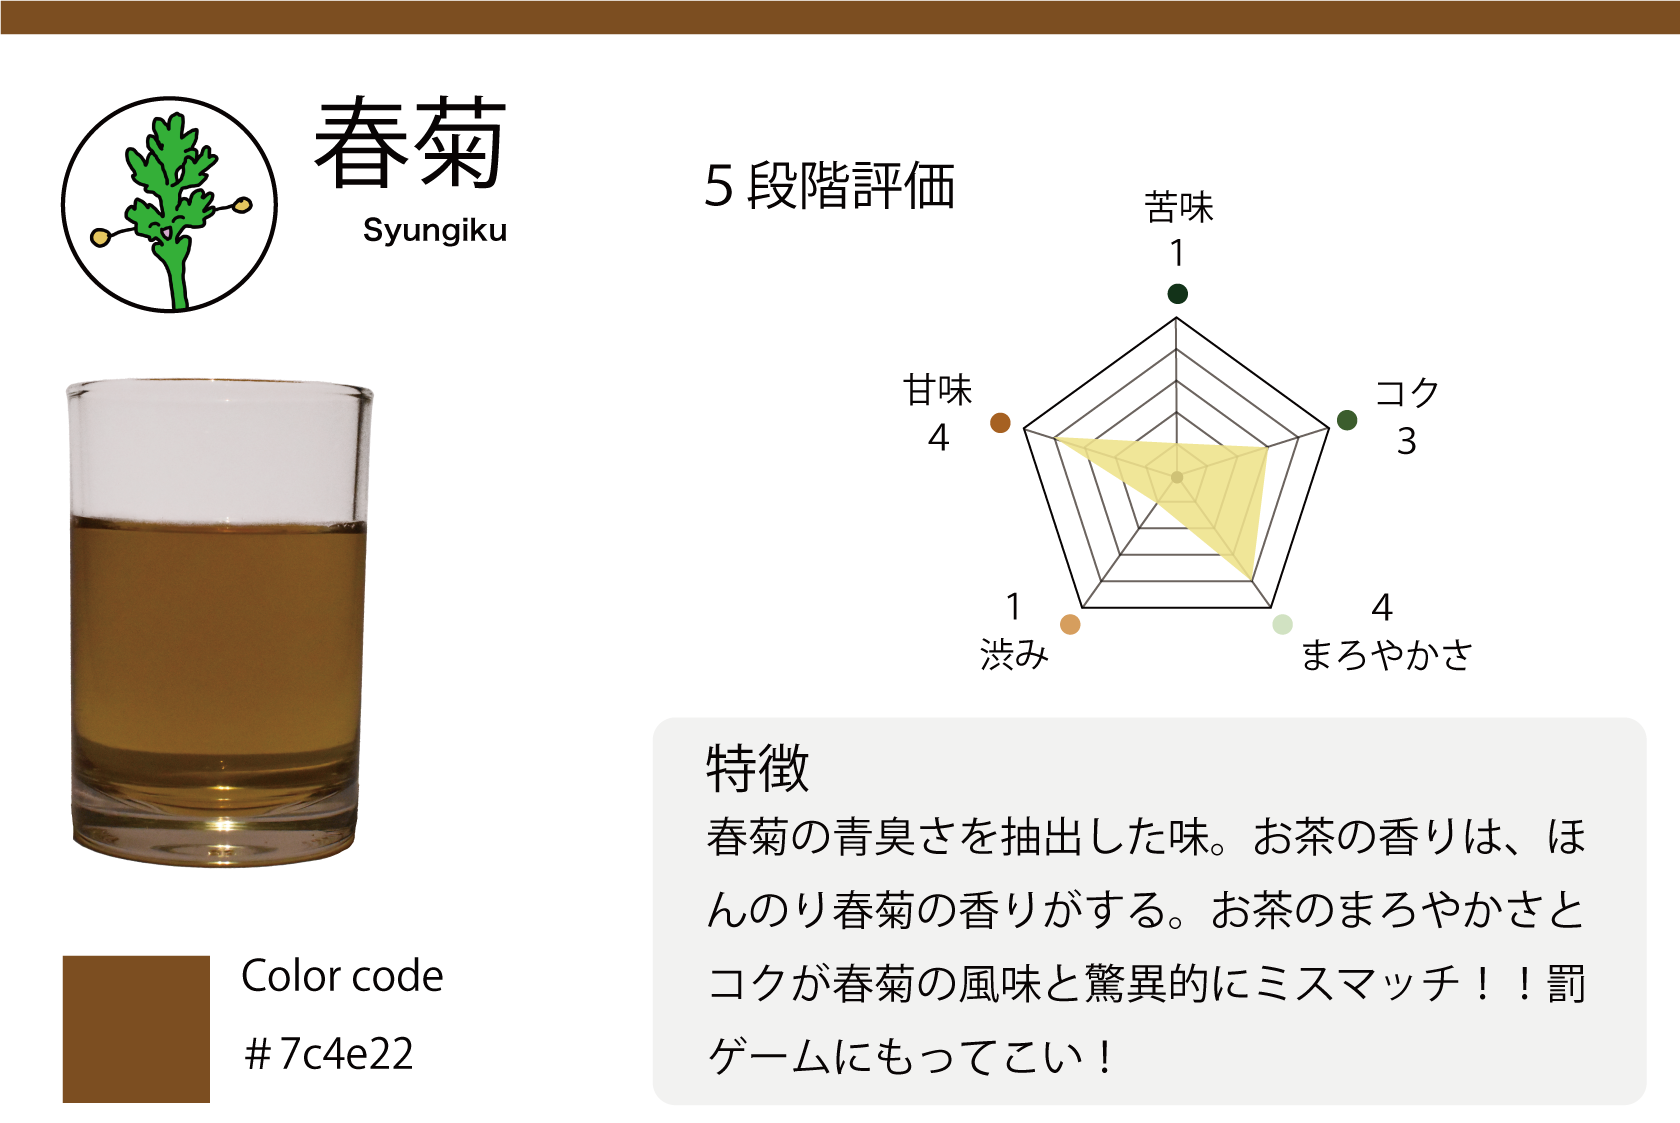 春菊
Syungiku
5 段階評価
苦味
1
コク
3
甘味
4
1
渋み
4
まろやかさ
特徴
春菊の青臭さを抽出した味。お茶の香りは、ほ
んのり春菊の香りがする。お茶のまろやかさと
コクが春菊の風味と驚異的にミスマッチ！！罰
ゲームにもってこい！
Color code
＃7c4e22